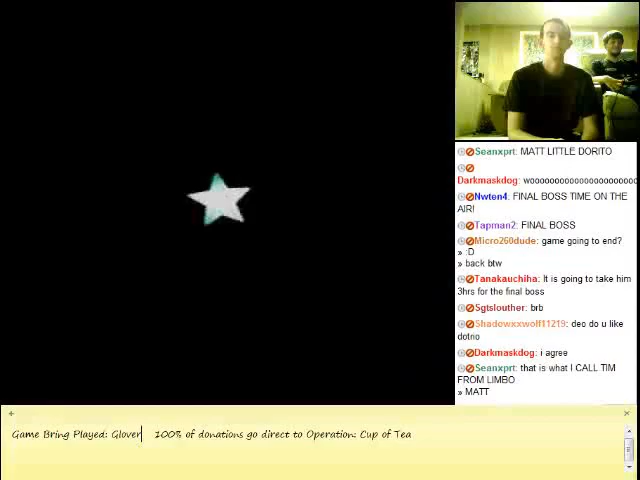 Seanxprt: MATT LITTLE DORITO
Darkmaskdog: wooooooooooooooooooooo
Nwten4: FINAL BOSS TIME ON THE
AIR!
Tapman2: FINAL BOSS
Micro260dude: game going to end?
» :D
» back btw
Tanakauchiha: It is going to take him
3hrs for the final boss
Sgtslouther: brb
Shadowxxwolf11219: deo do u like
dotno
Darkmaskdog: i agree
Seanxprt: that is what I CALL TIM
FROM LIMBO
» MATT
Game Bring Played: Glover 100% of donations go direct to Operation: Cup of Tea